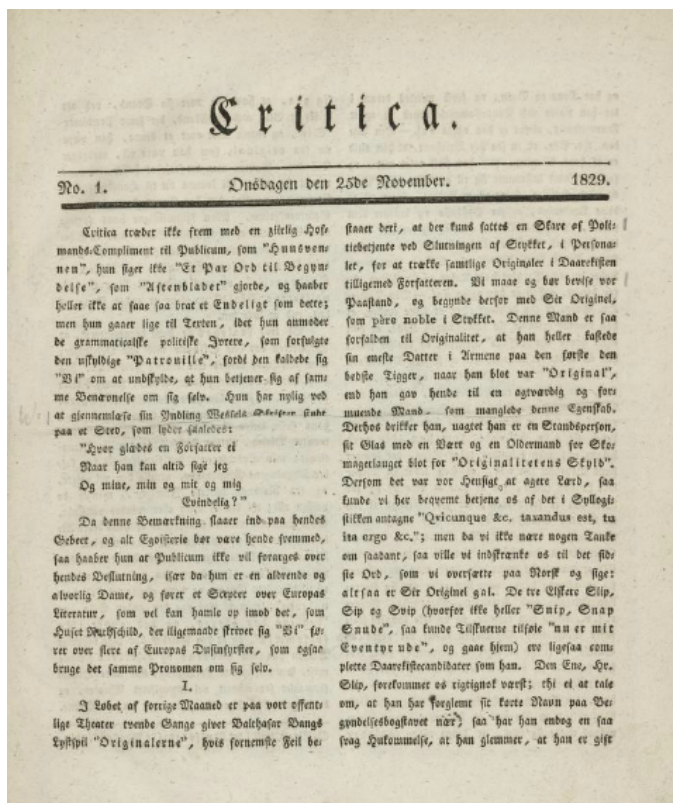 Critica.
No. 1. Onsdagen den 25de November. 1829.
Critica træder ikke frem med en ziirlig Hof-
mands-Compliment til Publicum, som "Huusven-
nen", hun siger ikke "Et Par Ord til Begyn-
delse", som "Aftenbladet" gjorde, og haaber
heller ikke at faae saa brat et Endeligt som dette;
men hun gaaer lige til Texten, idet hun anmoder
de grammaticalske politiske Ivrere, som forfulgte
den uskyldige "Patrouille", fordi den kaldede sig
"Vi" om at undskylde, at hun betjener sig af sam-
me Benævnelse om sig selv. Hun har nylig ved
at gjennemlæse sin Yndling Wessels Skrifter stødt
paa et Sted, som lyder saaledes:
"Hvor glædes en Forfatter ei
Naar han kan altid sige jeg
Og mine, min og mit og mig
Evindelig?"
Da denne Bemærkning slaaer ind paa hendes
Gebeet, og alt Egoisterie bør være hende fremmed,
saa haaber hun at Publicum ikke vil forarges over
hendes Beslutning, især da hun er en aldrende og
alvorlig Dame, og fører et Scepter over Europas
Literatur, som vel kan hamle op imod det, som
Huset Rothschild, der illigemaade skriver sig "Vi" fø-
rer over flere af Europas Dusinfyrster, som ogsaa
bruge det samme Pronomen om sig selv.
I.
I Løbet af forrige Maaned er paa vort offent-
lige Theater tvende Gange givet Balthasar Bangs
Lystspil "Originalerne", hvis fornemste Feil be-
staaer deri, at der kuns fattes en Skare af Poli-
tiebetjente ved Slutningen af Stykket, i Persona-
let, for at trække samtlige Originaler i Daarekisten
tilligemed Forfatteren. Vi maae og bør bevise vor
Paastand, og begynde derfor med Sir Originel,
som père noble i Stykket. Denne Mand er saa
forfalden til Originalitet, at han heller kastede
sin eneste Datter i Armene paa den første den
bedste Tigger, naar han blot var "Original",
end han gav hende til en agtværdig og for-
muende Mand, som manglede denne Egenskab.
Derhos drikker han, uagtet han er en Standsperson,
sit Glas med en Vært og en Oldermand for Sko-
magerlauget blot for "Originalitetens Skyld".
Dersom det var vor Hensigt at agere Lærd, saa
kunde vi her beqvemt betjene os af det i Syllogi-
stikken antagne "Qvicunque &c. taxandus est, tu
ita ergo &c."; men da vi ikke nære nogen Tanke
om saadant, saa ville vi indskrænke os til det sid-
ste Ord, som vi oversætte paa Norsk og sige:
altsaa er Sir Originel gal. De tre Elskere Slip,
Sip og Svip (hvorfor ikke heller "Snip, Snap
Snude", saa kunde Tilskuerne tilføie "nu er mit
Eventyr ude", og gaae hjem) ere ligesaa com-
plette Daarekistecandidater som han. Den Ene, Hr.
Slip, forekommer os rigtignok værst; thi ei at tale
om, at han har forglemt sit korte Navn paa Be-
gyndelsesbogstavet nær; saa har han endog en saa
svag Hukommelse, at han glemmer, at han er gift